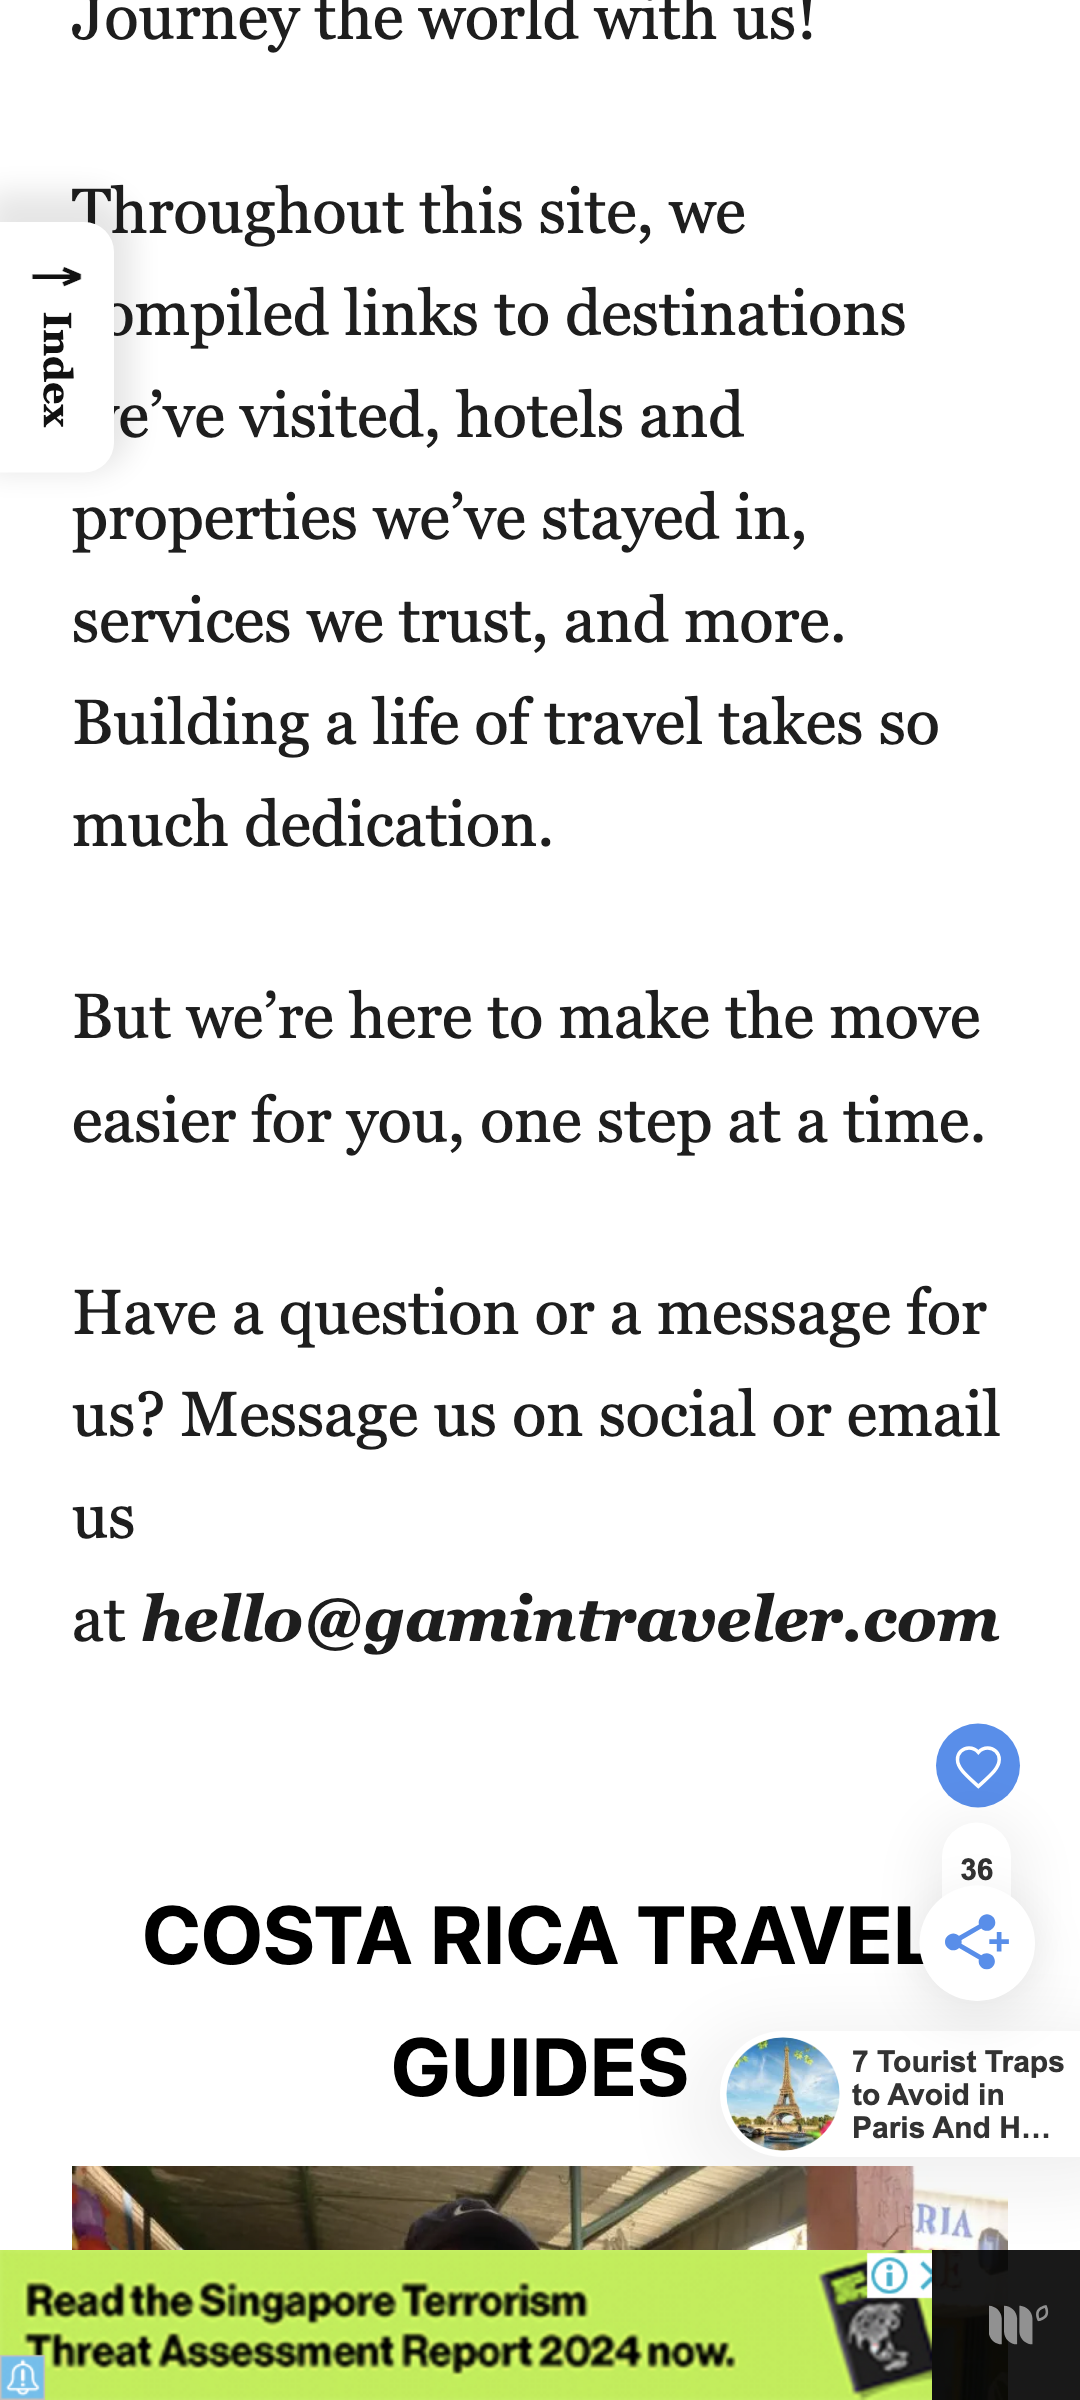 Journey the world with us!
Throughout this site, we
compiled links to destinations
we’ve visited, hotels and
properties we’ve stayed in,
services we trust, and more.
Building a life of travel takes so
much dedication.
But we’re here to make the move
easier for you, one step at a time.
Have a question or a message for
us? Message us on social or email
us
at hello@gamintraveler.com
Index
36
COSTA RICA TRAVEL
GUIDES
7 Tourist Traps
to Avoid in
Paris And H...
RIA
Read the Singapore Terrorism
Threat Assessment Report 2024 now.